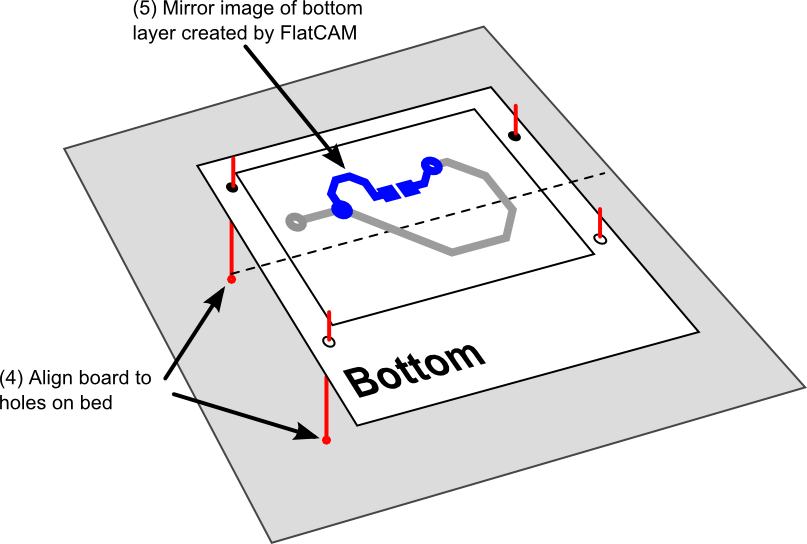 (5) Mirror image of bottom
layer created by FlatCAM
(4) Align board to
holes on bed
Bottom